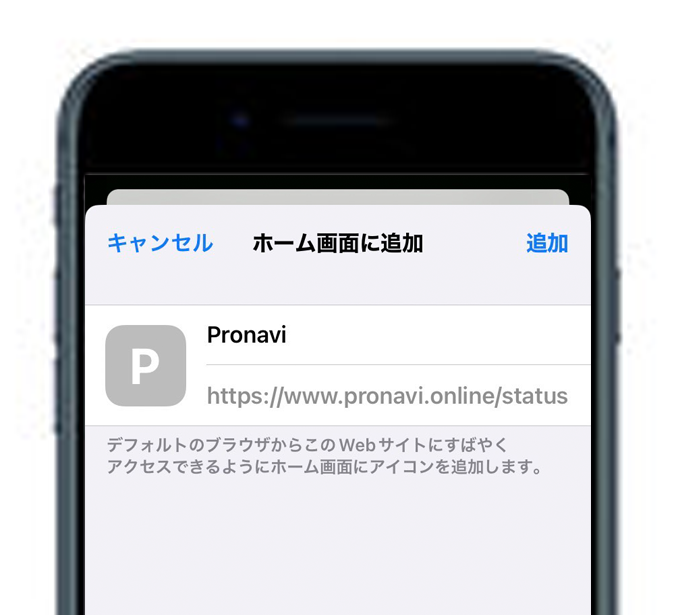 キャンセル ホーム画面に追加 追加
P
Pronavi
https://www.pronavi.online/status
デフォルトのブラウザからこのWebサイトにすばやく
アクセスできるようにホーム画面にアイコンを追加します。